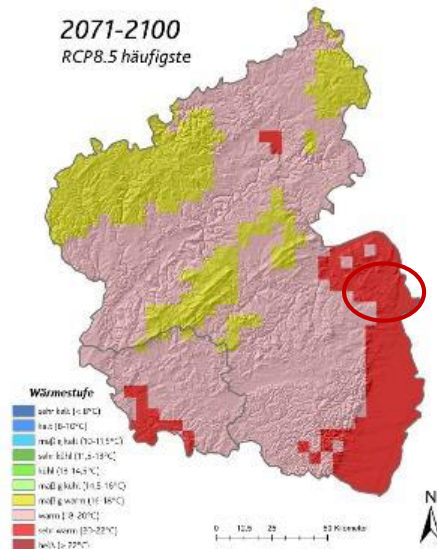 2071-2100
RCP8.5 häufigste
Wärmestufe
sehr kalt (< 8°C)
kalt (8-10°C)
mäßig kalt (10-11,5°C)
sehr kühl (11,5-13°C)
kühl (13-14,5°C)
mäßig kühl (14,5-16°C)
mäßig warm (16-18°C)
warm (18-20°C)
sehr warm (20-22°C)
heiß (> 22°C)
0 12,5 25 50 Kilometer
N